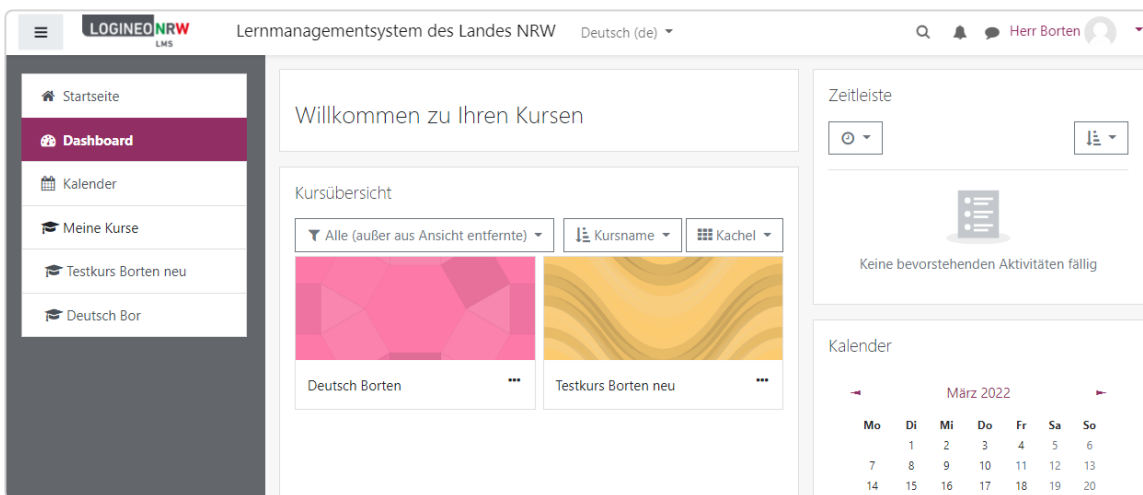 LOGINEO NRW
LMS
Lernmanagementsystem des Landes NRW
Deutsch (de)
Herr Borten
Startseite
Dashboard
Kalender
Meine Kurse
Testkurs Borten neu
Deutsch Bor
Willkommen zu Ihren Kursen
Kursübersicht
Alle (außer aus Ansicht entfernte)
Kursname
Kachel
Deutsch Borten
Testkurs Borten neu
Zeitleiste
Keine bevorstehenden Aktivitäten fällig
Kalender
März 2022
Mo Di Mi Do Fr Sa So
1 2 3 4 5 6
7 8 9 10 11 12 13
14 15 16 17 18 19 20